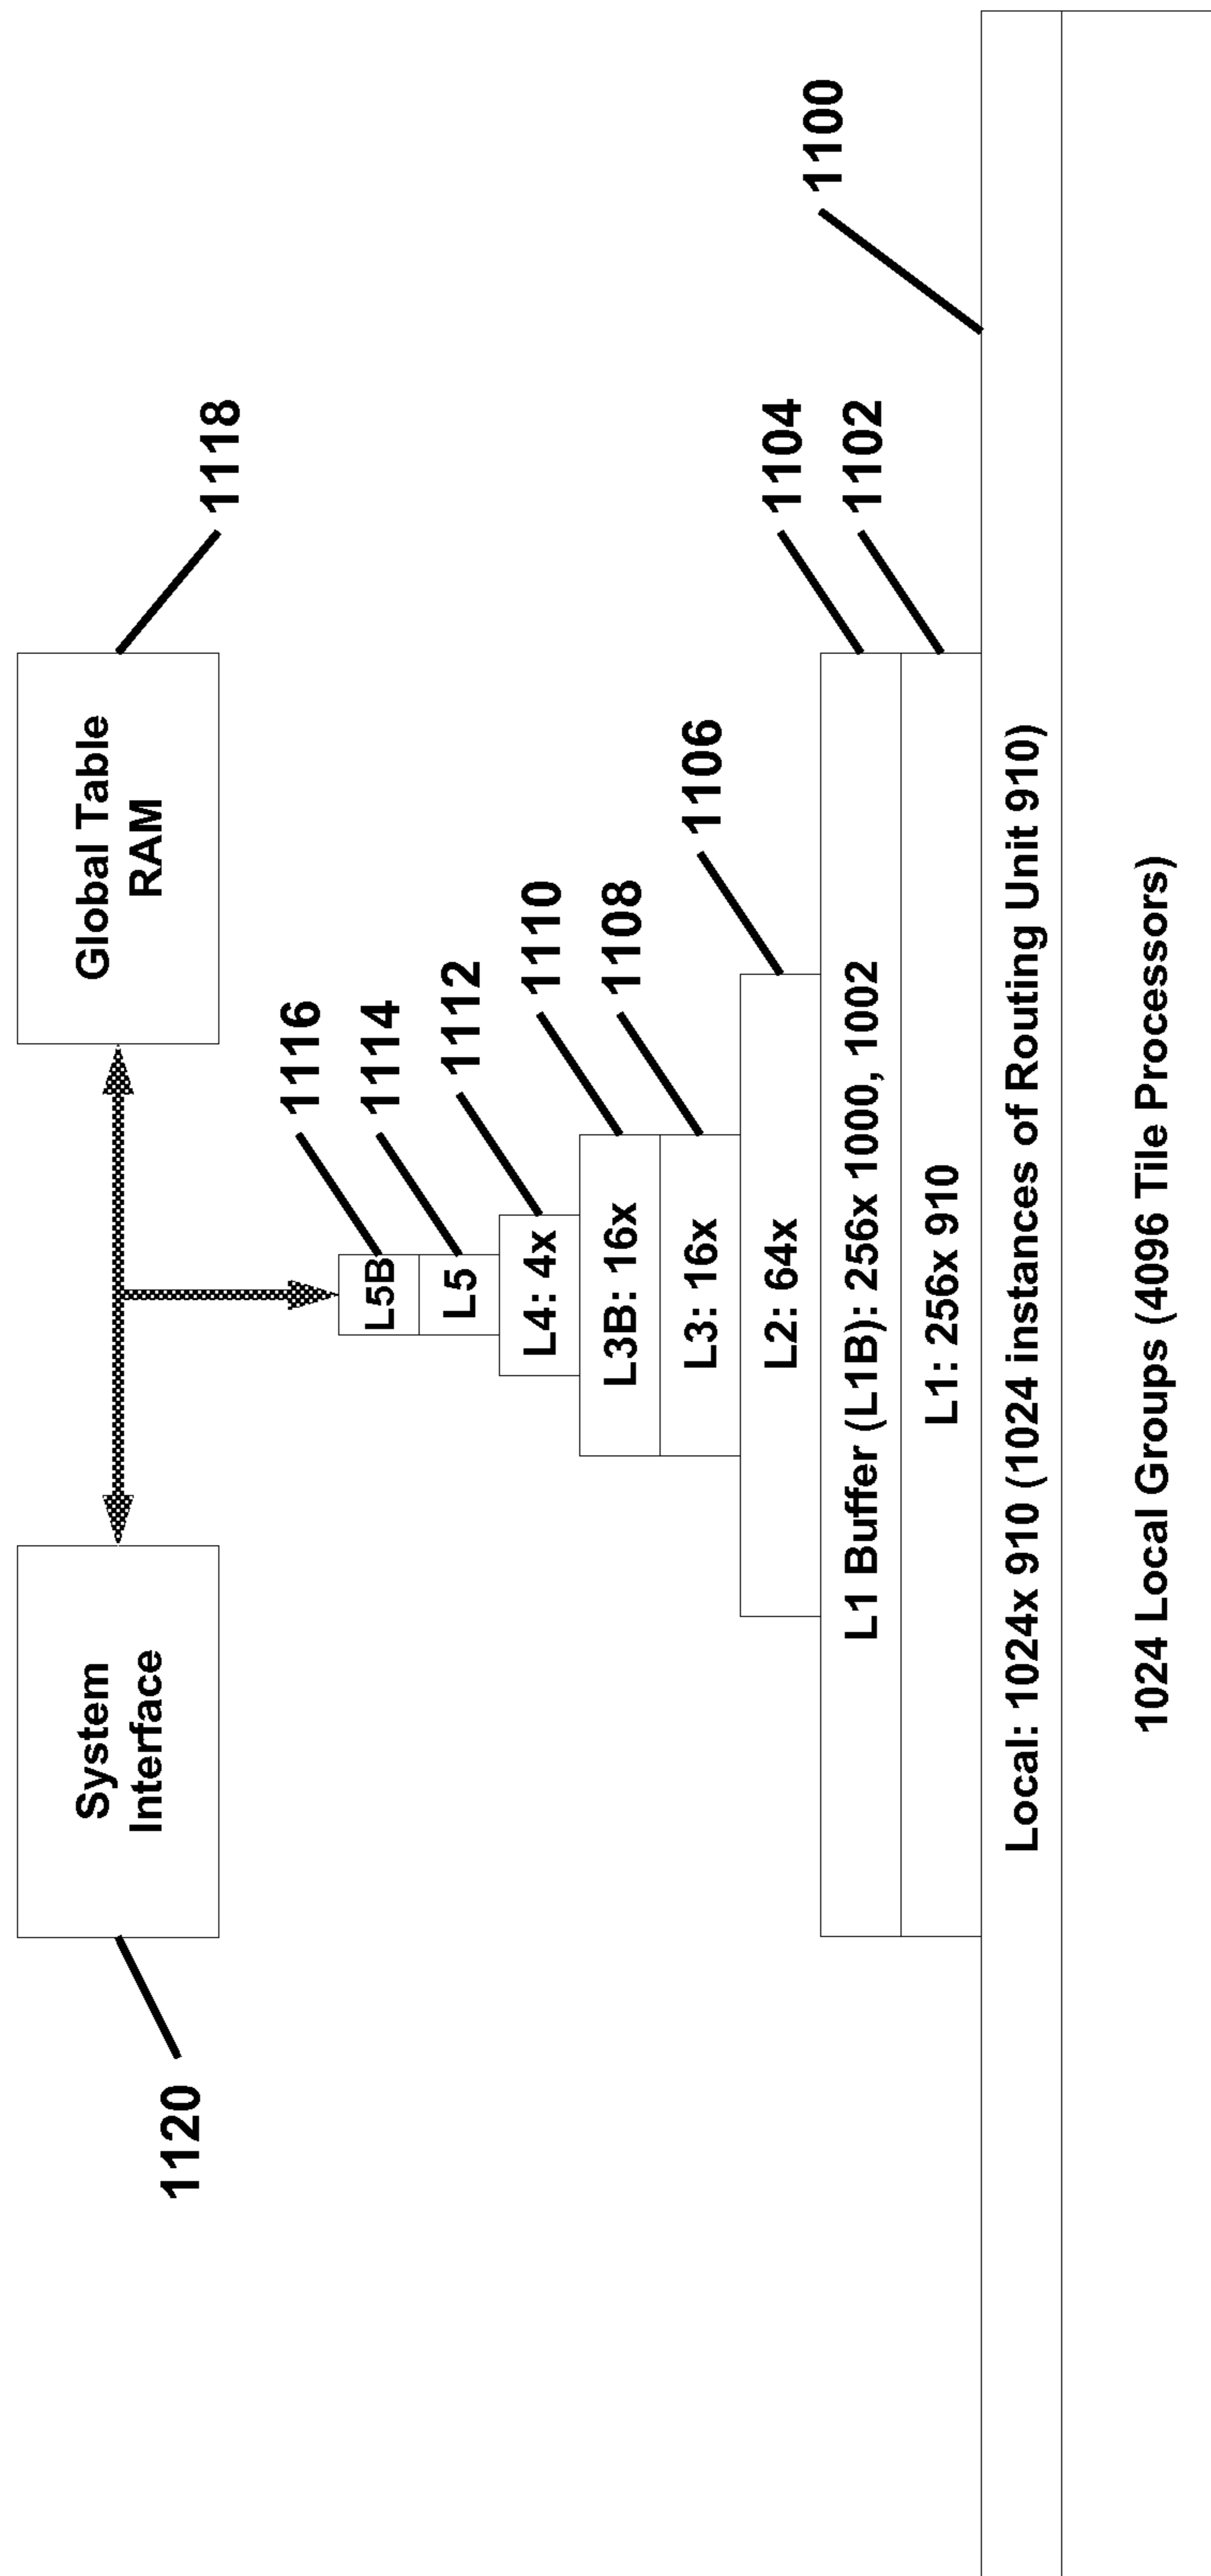 System
Interface
1120
Global Table
RAM
1118
1116
L5B
1114
L5
1112
L4: 4x
1110
L3B: 16x
1108
L3: 16x
1106
L2: 64x
1104
L1 Buffer (L1B): 256x 1000, 1002
1102
L1: 256x 910
1100
Local: 1024x 910 (1024 instances of Routing Unit 910)
1024 Local Groups (4096 Tile Processors)